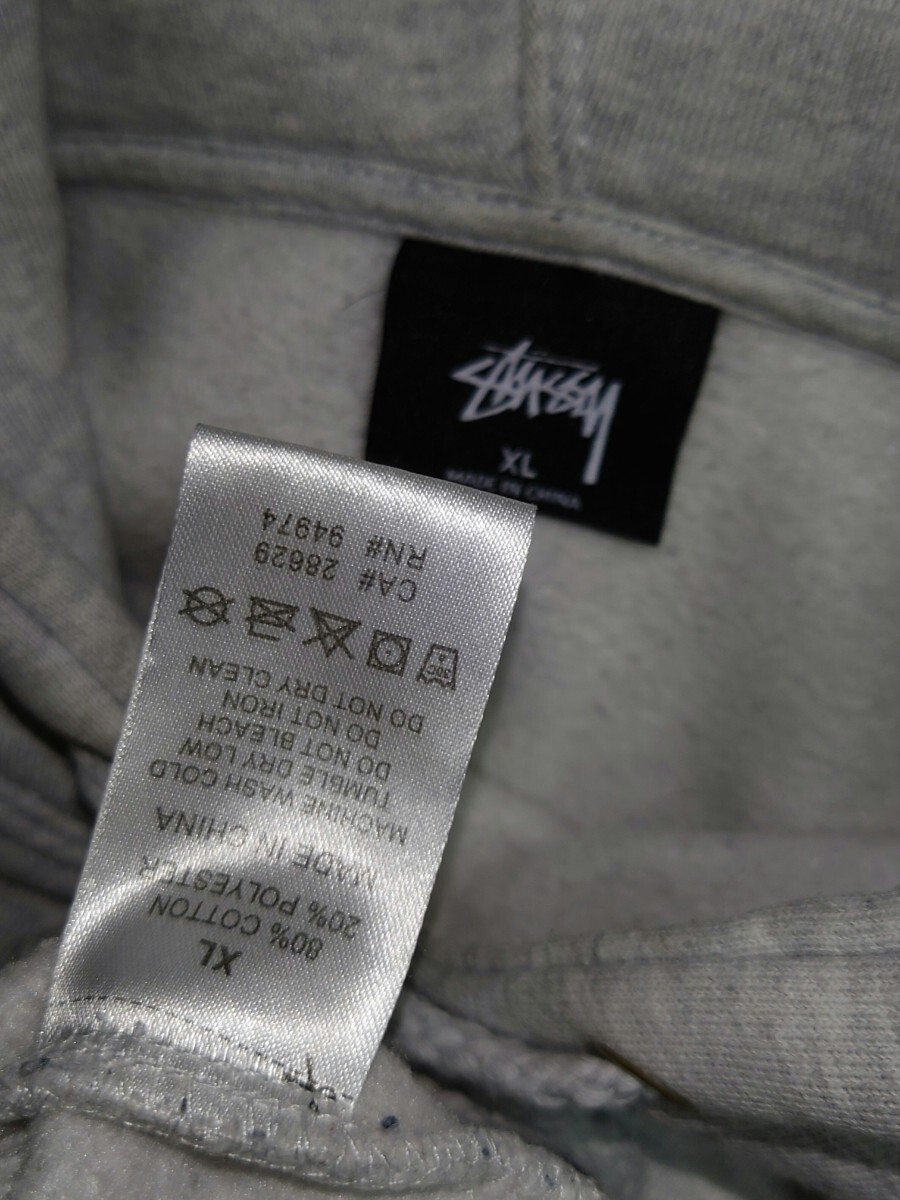 STÜSSY
XL
MADE IN CHINA
XL
80% COTTON
20% POLYESTER
MADE IN CHINA
MACHINE WASH COLD
TUMBLE DRY LOW
DO NOT BLEACH
DO NOT IRON
DO NOT DRY CLEAN
CA# 28629
RN# 94974